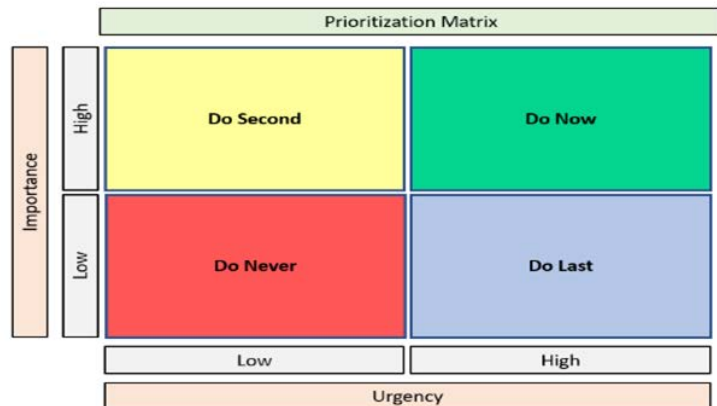 Prioritization Matrix
Importance
High
Do Second
Do Now
Low
Do Never
Do Last
Low
High
Urgency